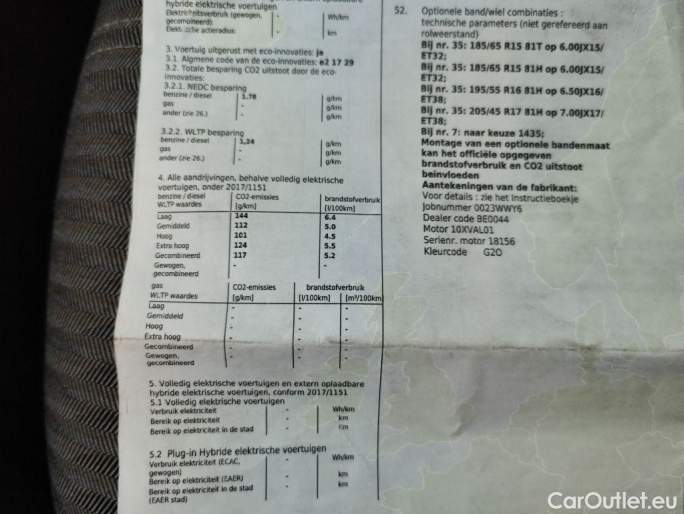 hybride elektrische voertuigen
Elektriciteitsverbruik (gewogen, - Wh/km
gecombineerd)
Elektrische actieradius - km
3. Voertuig uitgerust met eco-innovaties: ja
3.1. Algmene code van de eco-innovaties: e2 17 29
3.2. Totale besparing CO2 uitstoot door de eco-
innovaties:
3.2.1. NEDC besparing
benzine / diesel 1,78 g/km
gas - g/km
ander (zie 26.) - g/km
3.2.2. WLTP besparing
benzine / diesel 1,24 g/km
gas - g/km
ander (zie 26.) - g/km
4. Alle aandrijvingen, behalve volledig elektrische
voertuigen, onder 2017/1151
benzine / diesel CO2-emissies brandstofverbruik
WLTP waardes [g/km] [l/100km]
Laag 144 6.4
Gemiddeld 112 5.0
Hoog 101 4.5
Extra hoog 124 5.5
Gecombineerd 117 5.2
Gewogen, - -
gecombineerd
gas CO2-emissies brandstofverbruik
WLTP waardes [g/km] [l/100km] [m³/100km]
Laag - - -
Gemiddeld - - -
Hoog - - -
Extra hoog - - -
Gecombineerd - - -
Gewogen, - - -
gecombineerd
5. Volledig elektrische voertuigen en extern oplaadbare
hybride elektrische voertuigen, conform 2017/1151
5.1 Volledig elektrische voertuigen
Verbruik elektriciteit - Wh/km
Bereik op elektriciteit - km
Bereik op elektriciteit in de stad - km
5.2 Plug-in Hybride elektrische voertuigen
Verbruik elektriciteit (ECAC, - Wh/km
gewogen)
Bereik op elektriciteit (EAER) - km
Bereik op elektriciteit in de stad - km
(EAER stad)
52. Optionele band/wiel combinaties :
technische parameters (niet gerefereerd aan
rolweerstand)
Bij nr. 35: 185/65 R15 81T op 6.00JX15/
ET32;
Bij nr. 35: 185/65 R15 81H op 6.00JX15/
ET32;
Bij nr. 35: 195/55 R16 81H op 6.50JX16/
ET38;
Bij nr. 35: 205/45 R17 81H op 7.00JX17/
ET38;
Bij nr. 7: naar keuze 1435;
Montage van een optionele bandenmaat
kan het officiële opgegeven
brandstofverbruik en CO2 uitstoot
beïnvloeden
Aantekeningen van de fabrikant:
Voor details : zie het instructieboekje
Jobnummer 0023WWY6
Dealer code BE0044
Motor 10XVAL01
Serienr. motor 18156
Kleurcode G2O
CarOutlet.eu